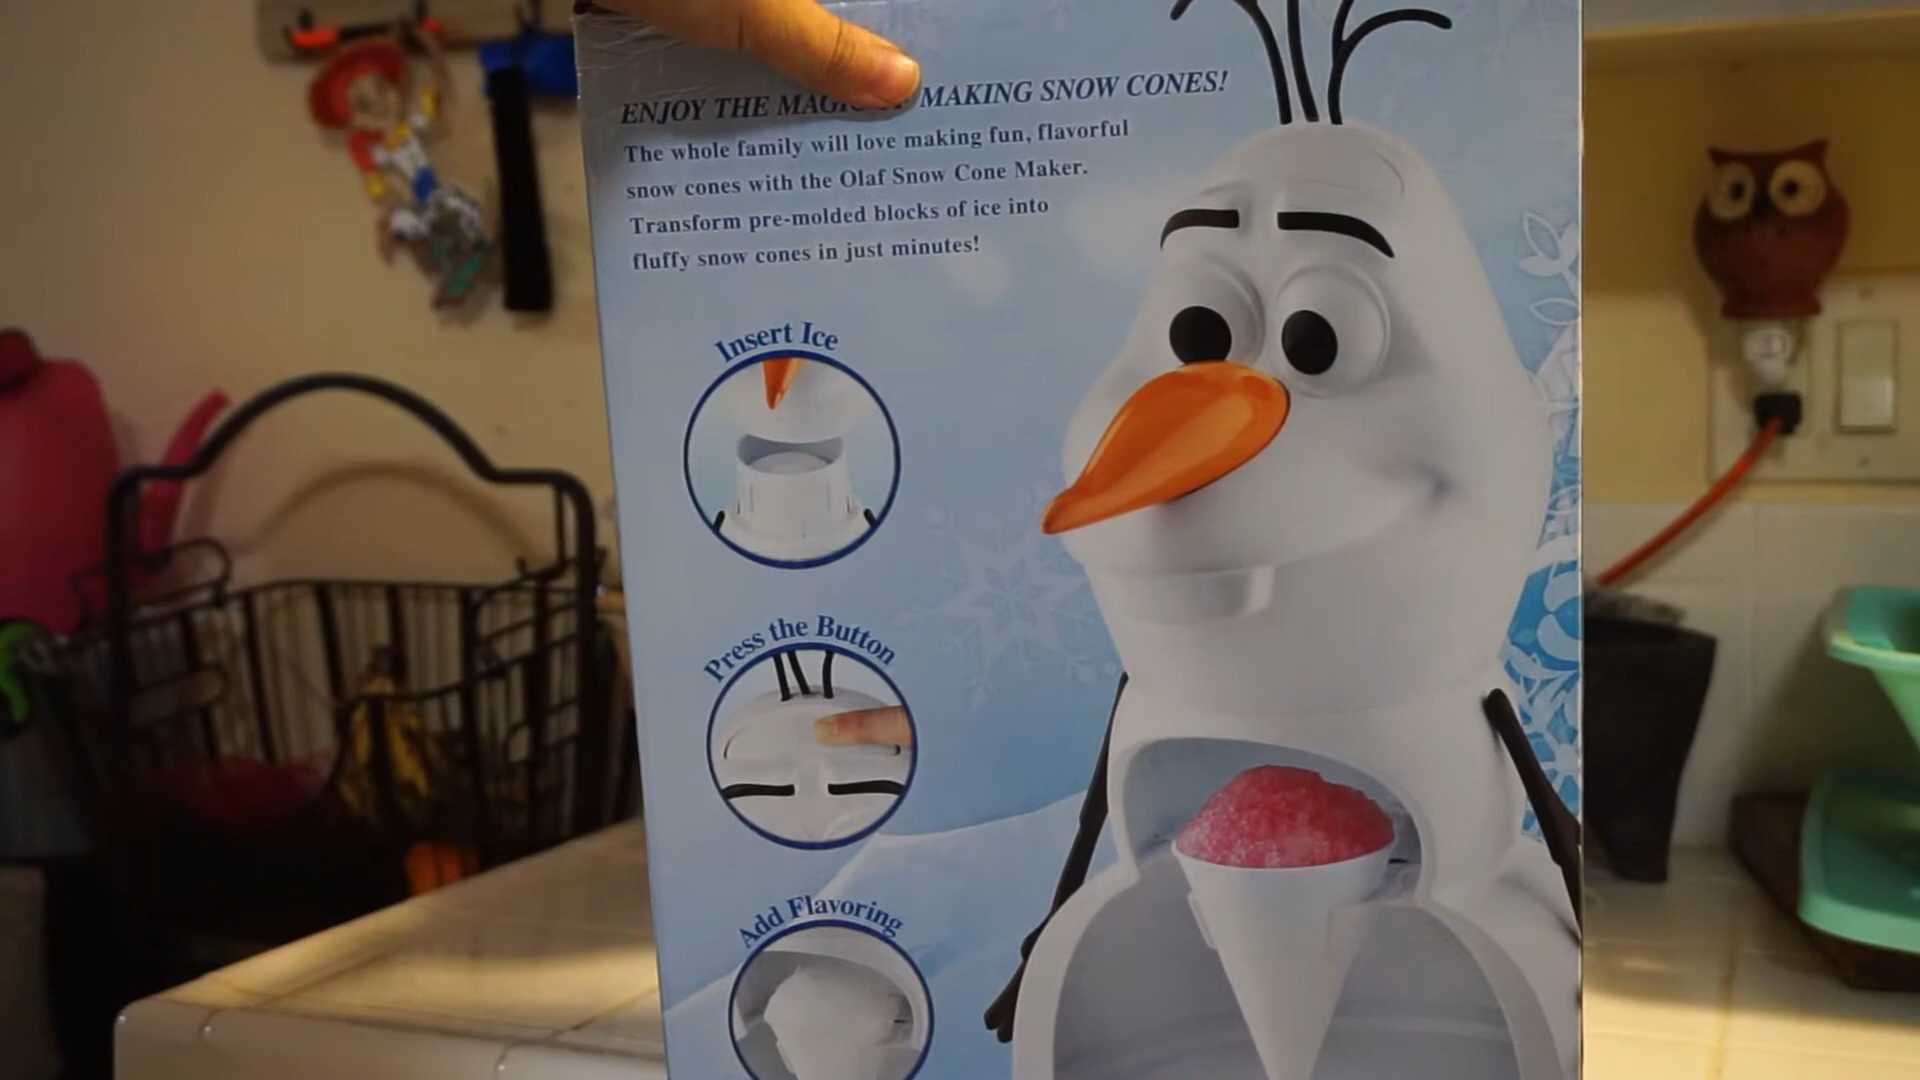 ENJOY THE MAGIC MAKING SNOW CONES!
The whole family will love making fun, flavorful
snow cones with the Olaf Snow Cone Maker.
Transform pre-molded blocks of ice into
fluffy snow cones in just minutes!
Insert Ice
Press the Button
Add Flavoring